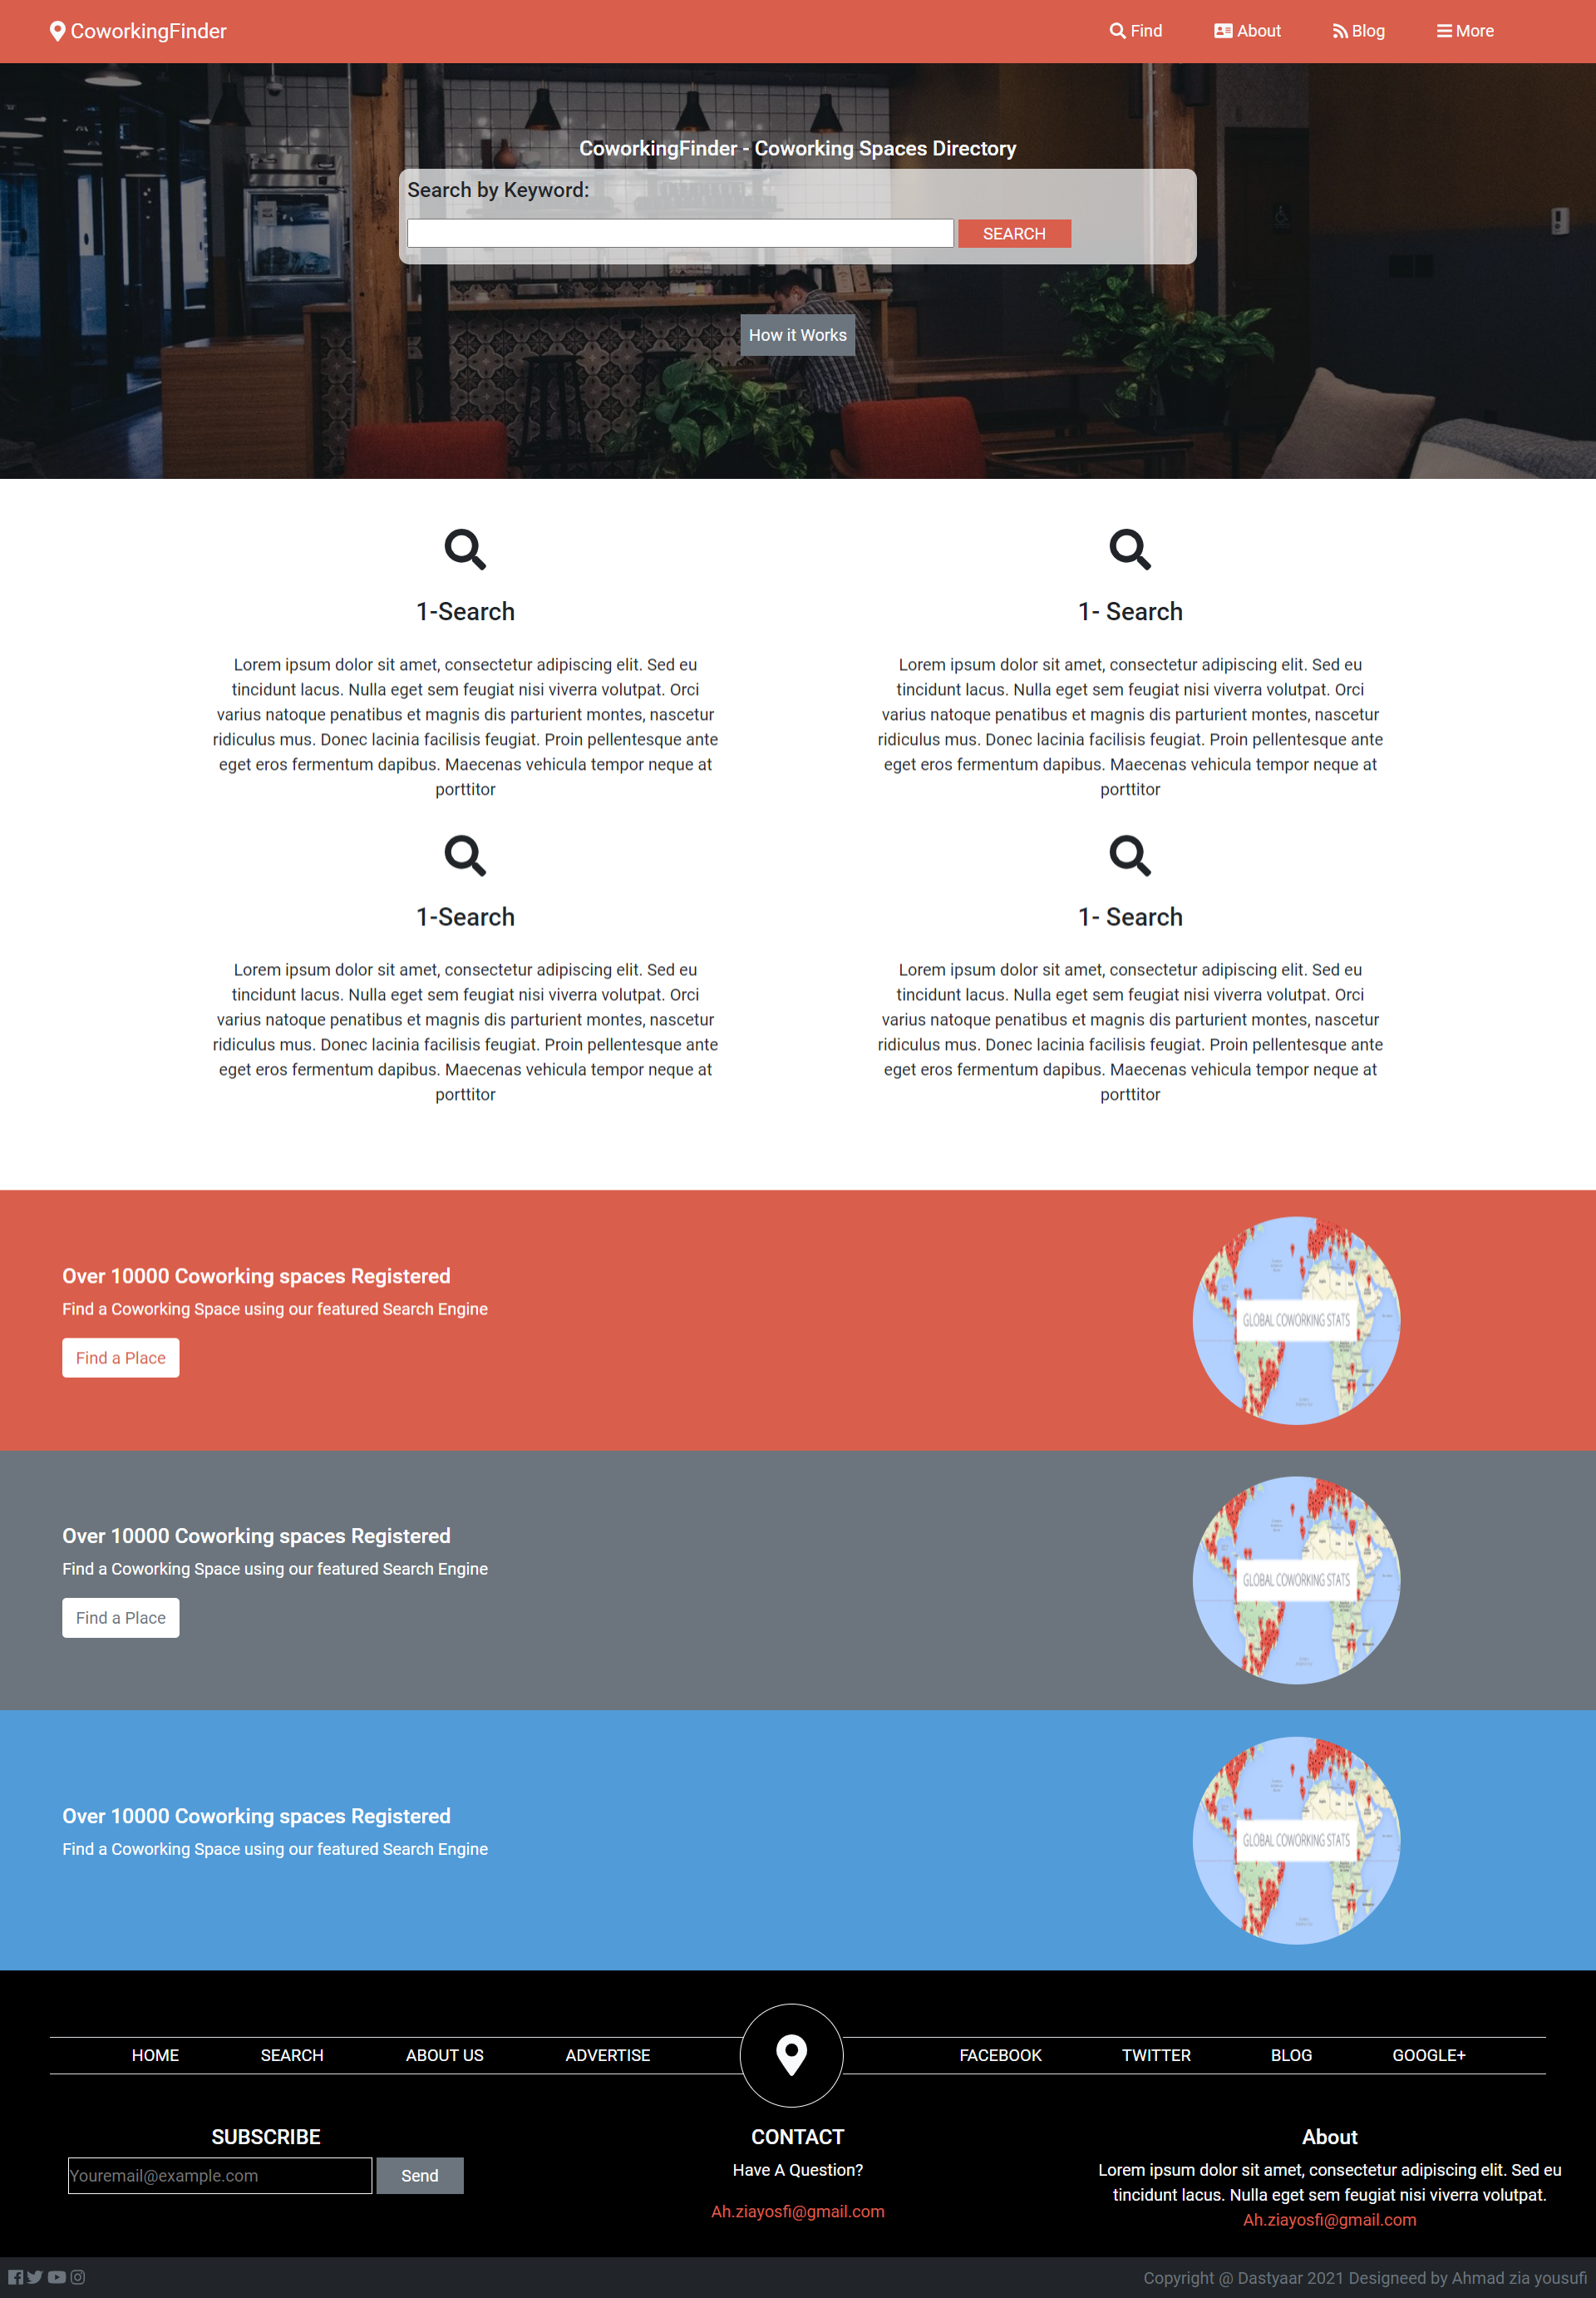 CoworkingFinder
Find
About
Blog
More
CoworkingFinder - Coworking Spaces Directory
Search by Keyword:
SEARCH
How it Works
1-Search
Lorem ipsum dolor sit amet, consectetur adipiscing elit. Sed eu
tincidunt lacus. Nulla eget sem feugiat nisi viverra volutpat. Orci
varius natoque penatibus et magnis dis parturient montes, nascetur
ridiculus mus. Donec lacinia facilisis feugiat. Proin pellentesque ante
eget eros fermentum dapibus. Maecenas vehicula tempor neque at
porttitor
1- Search
Lorem ipsum dolor sit amet, consectetur adipiscing elit. Sed eu
tincidunt lacus. Nulla eget sem feugiat nisi viverra volutpat. Orci
varius natoque penatibus et magnis dis parturient montes, nascetur
ridiculus mus. Donec lacinia facilisis feugiat. Proin pellentesque ante
eget eros fermentum dapibus. Maecenas vehicula tempor neque at
porttitor
1-Search
Lorem ipsum dolor sit amet, consectetur adipiscing elit. Sed eu
tincidunt lacus. Nulla eget sem feugiat nisi viverra volutpat. Orci
varius natoque penatibus et magnis dis parturient montes, nascetur
ridiculus mus. Donec lacinia facilisis feugiat. Proin pellentesque ante
eget eros fermentum dapibus. Maecenas vehicula tempor neque at
porttitor
1- Search
Lorem ipsum dolor sit amet, consectetur adipiscing elit. Sed eu
tincidunt lacus. Nulla eget sem feugiat nisi viverra volutpat. Orci
varius natoque penatibus et magnis dis parturient montes, nascetur
ridiculus mus. Donec lacinia facilisis feugiat. Proin pellentesque ante
eget eros fermentum dapibus. Maecenas vehicula tempor neque at
porttitor
Over 10000 Coworking spaces Registered
Find a Coworking Space using our featured Search Engine
Find a Place
GLOBAL COWORKING STATS
Over 10000 Coworking spaces Registered
Find a Coworking Space using our featured Search Engine
Find a Place
GLOBAL COWORKING STATS
Over 10000 Coworking spaces Registered
Find a Coworking Space using our featured Search Engine
GLOBAL COWORKING STATS
HOME
SEARCH
ABOUT US
ADVERTISE
FACEBOOK
TWITTER
BLOG
GOOGLE+
SUBSCRIBE
Youremail@example.com
Send
CONTACT
Have A Question?
Ah.ziayosfi@gmail.com
About
Lorem ipsum dolor sit amet, consectetur adipiscing elit. Sed eu
tincidunt lacus. Nulla eget sem feugiat nisi viverra volutpat.
Ah.ziayosfi@gmail.com
Copyright @ Dastyaar 2021 Designeed by Ahmad zia yousufi